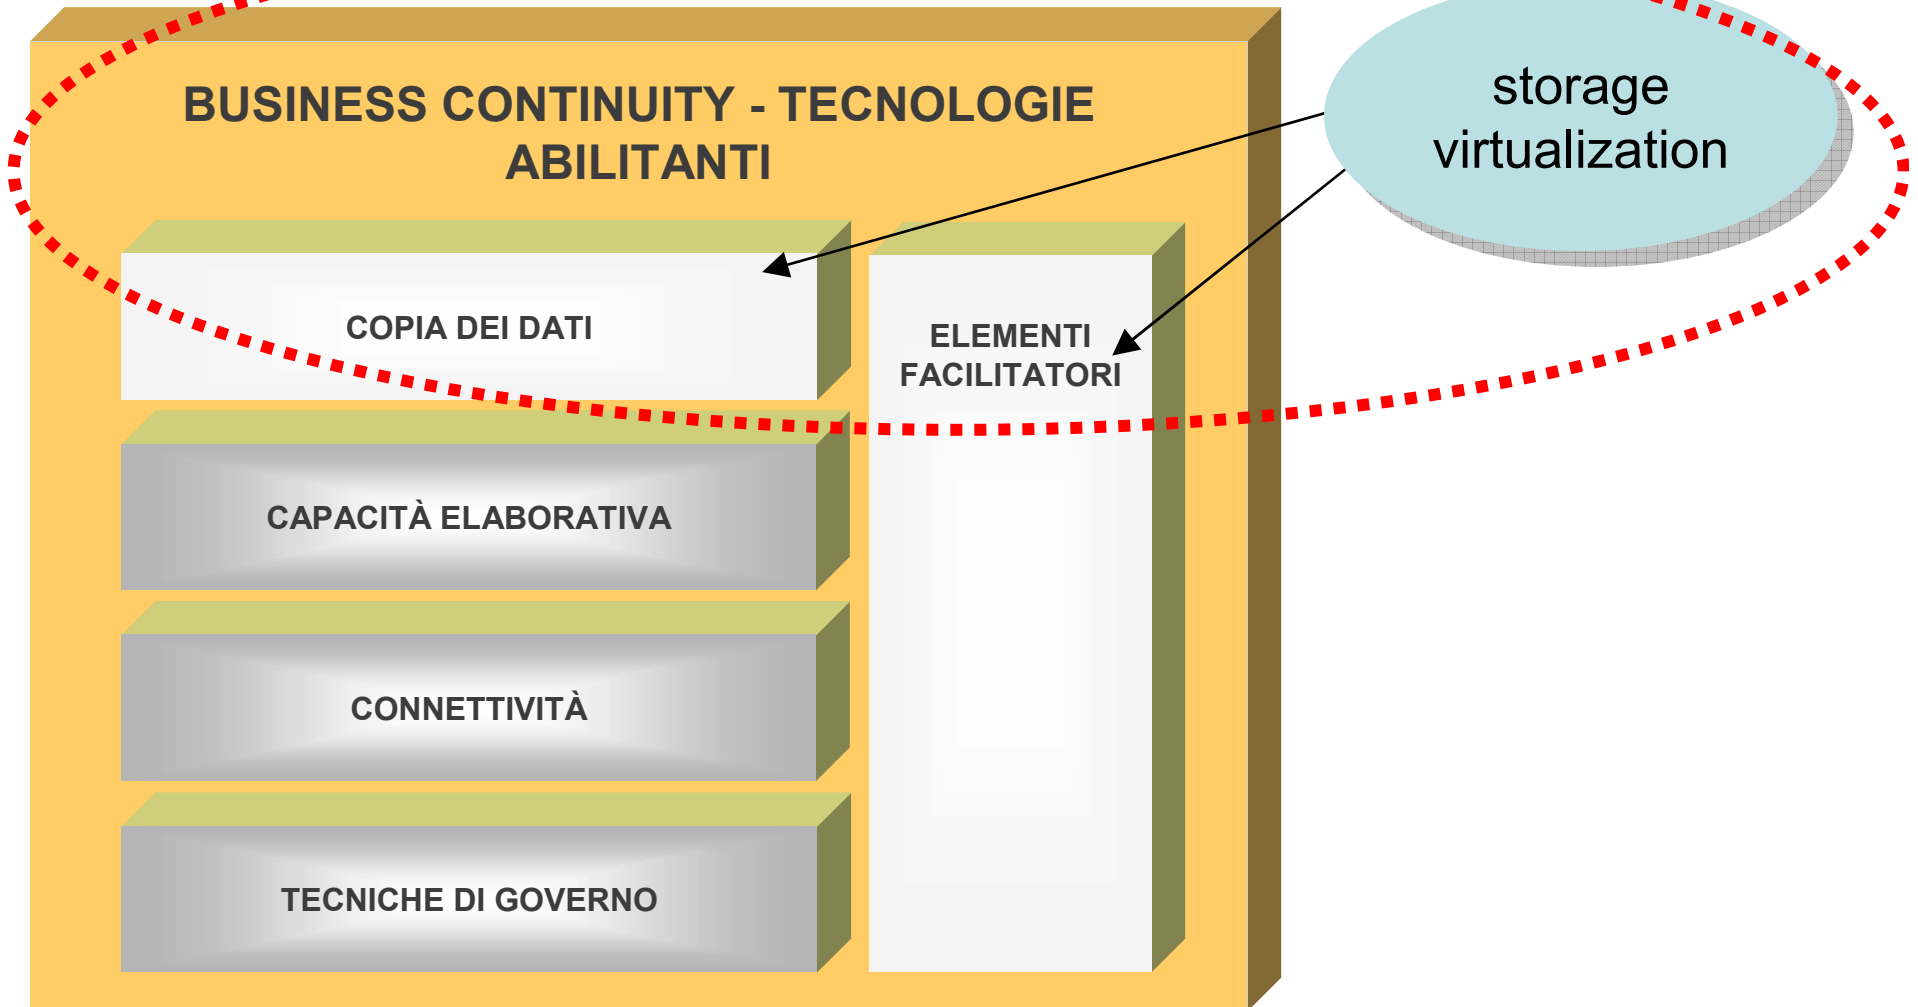 BUSINESS CONTINUITY - TECNOLOGIE
ABILITANTI
storage
virtualization
COPIA DEI DATI
ELEMENTI
FACILITATORI
CAPACITÀ ELABORATIVA
CONNETTIVITÀ
TECNICHE DI GOVERNO